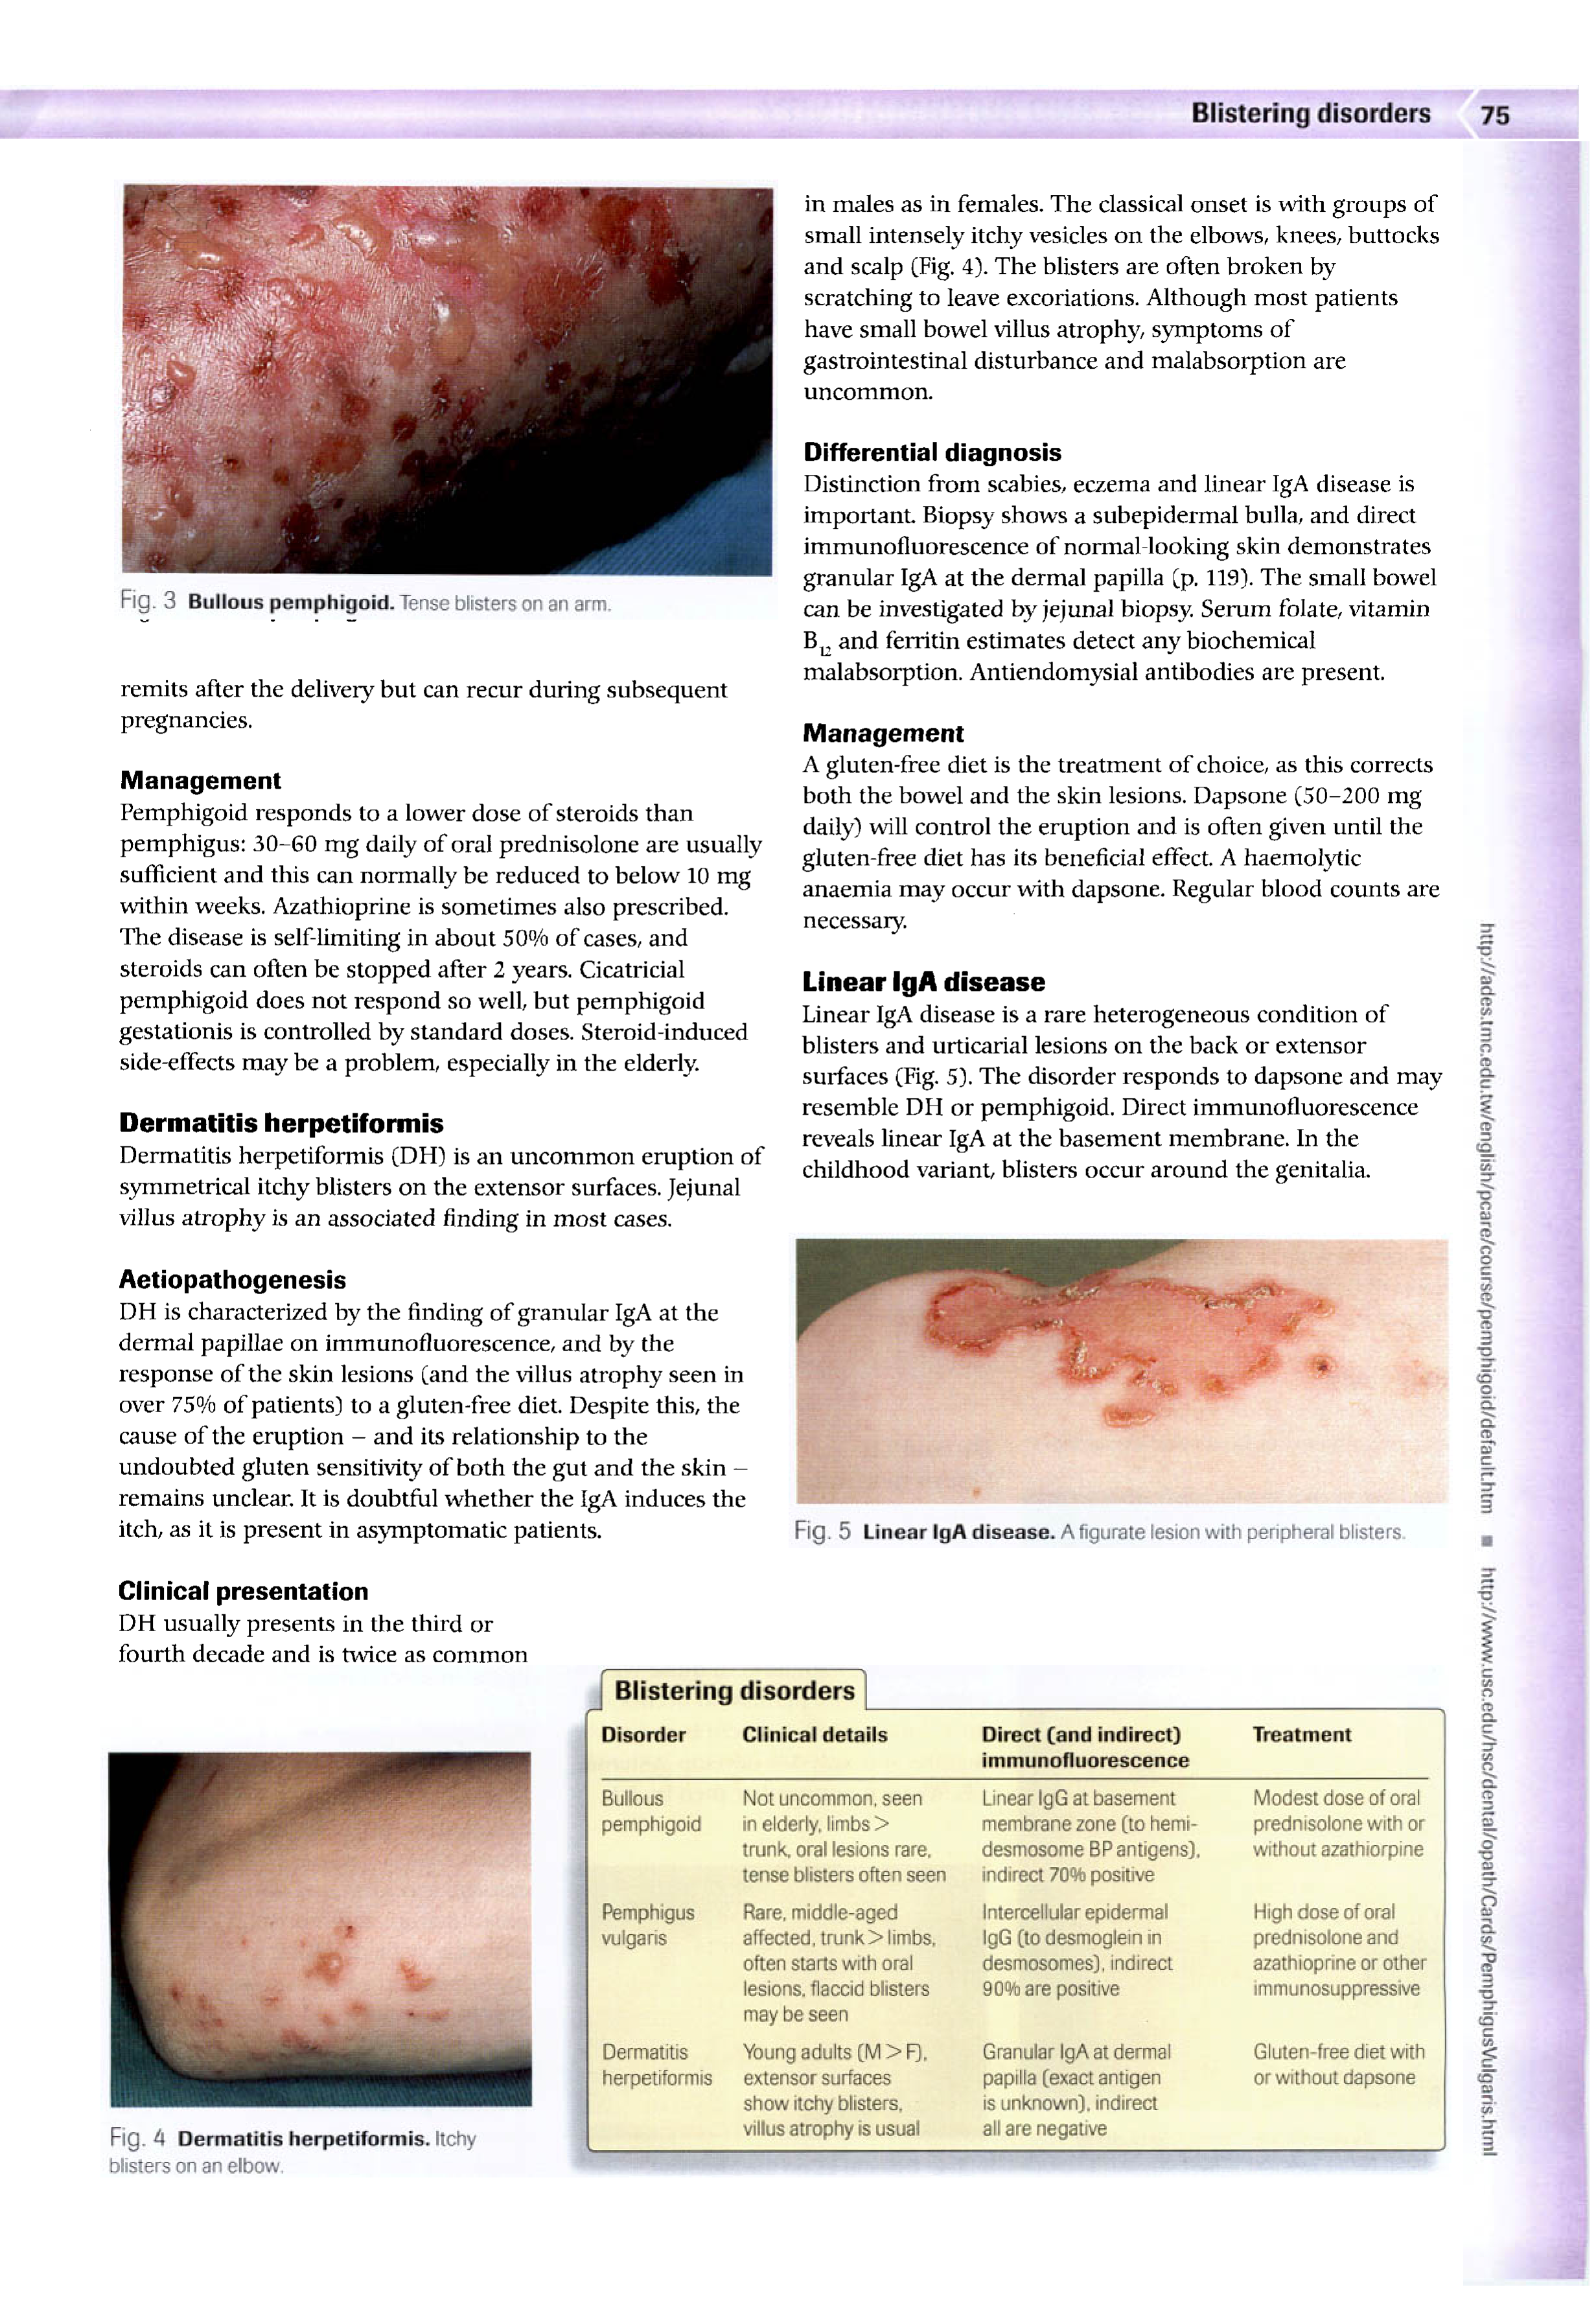 Blistering disorders 75
Fig. 3 Bullous pemphigoid. Tense blisters on an arm.
remits after the delivery but can recur during subsequent
pregnancies.
Management
Pemphigoid responds to a lower dose of steroids than
pemphigus: 30–60 mg daily of oral prednisolone are usually
sufficient and this can normally be reduced to below 10 mg
within weeks. Azathioprine is sometimes also prescribed.
The disease is self-limiting in about 50% of cases, and
steroids can often be stopped after 2 years. Cicatricial
pemphigoid does not respond so well, but pemphigoid
gestationis is controlled by standard doses. Steroid-induced
side-effects may be a problem, especially in the elderly.
Dermatitis herpetiformis
Dermatitis herpetiformis (DH) is an uncommon eruption of
symmetrical itchy blisters on the extensor surfaces. Jejunal
villus atrophy is an associated finding in most cases.
Aetiopathogenesis
DH is characterized by the finding of granular IgA at the
dermal papillae on immunofluorescence, and by the
response of the skin lesions (and the villus atrophy seen in
over 75% of patients) to a gluten-free diet. Despite this, the
cause of the eruption – and its relationship to the
undoubted gluten sensitivity of both the gut and the skin –
remains unclear. It is doubtful whether the IgA induces the
itch, as it is present in asymptomatic patients.
Clinical presentation
DH usually presents in the third or
fourth decade and is twice as common
in males as in females. The classical onset is with groups of
small intensely itchy vesicles on the elbows, knees, buttocks
and scalp (Fig. 4). The blisters are often broken by
scratching to leave excoriations. Although most patients
have small bowel villus atrophy, symptoms of
gastrointestinal disturbance and malabsorption are
uncommon.
Differential diagnosis
Distinction from scabies, eczema and linear IgA disease is
important. Biopsy shows a subepidermal bulla, and direct
immunofluorescence of normal-looking skin demonstrates
granular IgA at the dermal papilla (p. 119). The small bowel
can be investigated by jejunal biopsy. Serum folate, vitamin
B12 and ferritin estimates detect any biochemical
malabsorption. Antiendomysial antibodies are present.
Management
A gluten-free diet is the treatment of choice, as this corrects
both the bowel and the skin lesions. Dapsone (50–200 mg
daily) will control the eruption and is often given until the
gluten-free diet has its beneficial effect. A haemolytic
anaemia may occur with dapsone. Regular blood counts are
necessary.
Linear IgA disease
Linear IgA disease is a rare heterogeneous condition of
blisters and urticarial lesions on the back or extensor
surfaces (Fig. 5). The disorder responds to dapsone and may
resemble DH or pemphigoid. Direct immunofluorescence
reveals linear IgA at the basement membrane. In the
childhood variant, blisters occur around the genitalia.
Fig. 5 Linear IgA disease. A figurate lesion with peripheral blisters.
Fig. 4 Dermatitis herpetiformis. Itchy
blisters on an elbow.
Blistering disorders
Disorder Clinical details Direct (and indirect) Treatment
immunofluorescence
Bullous Not uncommon, seen Linear IgG at basement Modest dose of oral
pemphigoid in elderly, limbs > membrane zone (to hemi- prednisolone with or
trunk, oral lesions rare, desmosome BP antigens), without azathiorpine
tense blisters often seen indirect 70% positive
Pemphigus Rare, middle-aged Intercellular epidermal High dose of oral
vulgaris affected, trunk > limbs, IgG (to desmoglein in prednisolone and
often starts with oral desmosomes), indirect azathioprine or other
lesions, flaccid blisters 90% are positive immunosuppressive
may be seen
Dermatitis Young adults (M > F), Granular IgA at dermal Gluten-free diet with
herpetiformis extensor surfaces papilla (exact antigen or without dapsone
show itchy blisters, is unknown), indirect
villus atrophy is usual all are negative
http://ades.tmc.edu.tw/english/pcare/course/pemphigoid/default.htm ■ http://www.usc.edu/hsc/dental/opath/Cards/PemphigusVulgaris.html